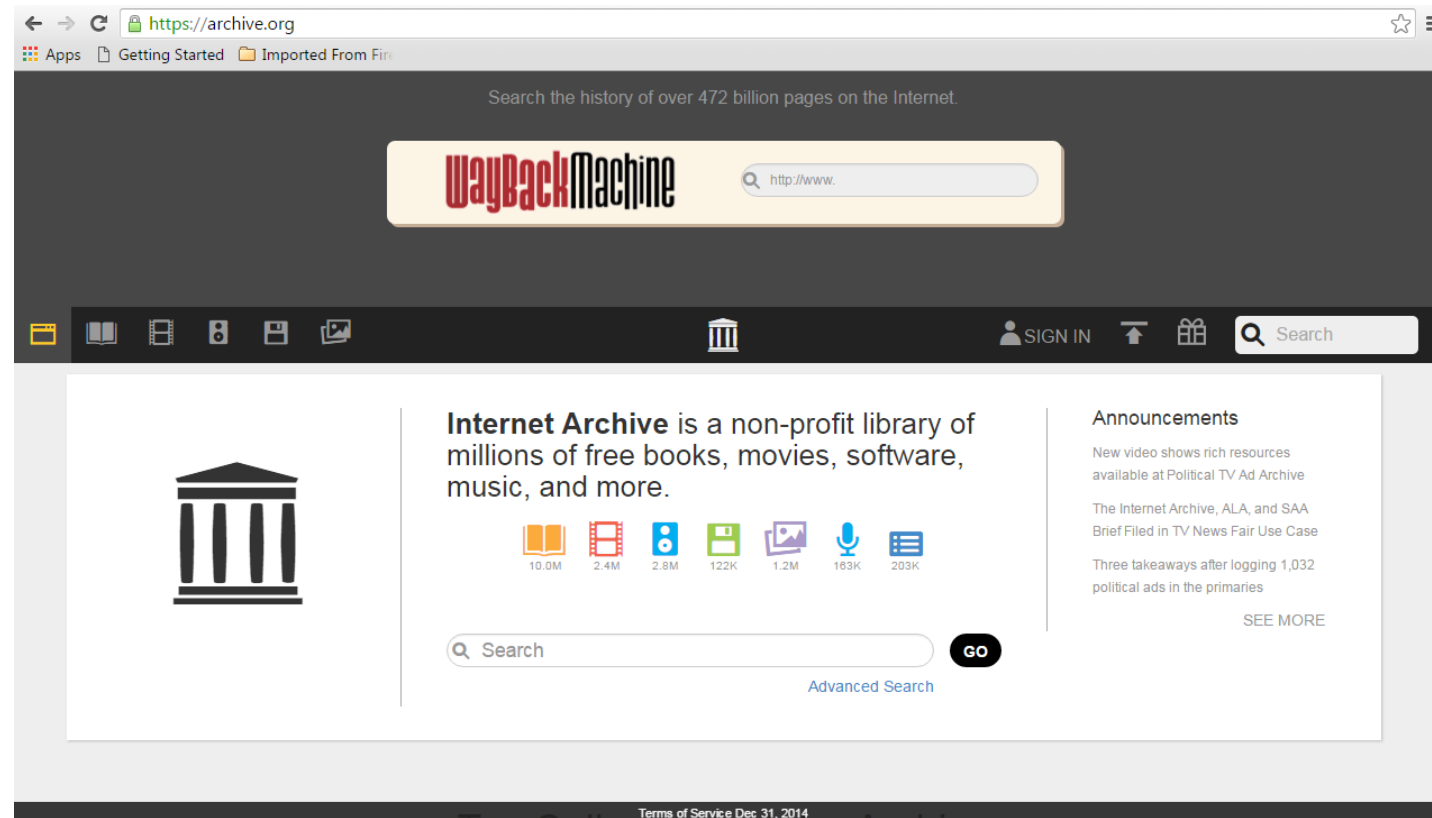 https://archive.org
Apps Getting Started Imported From Fire
Search the history of over 472 billion pages on the Internet.
WayBackMachine
http://www.
SIGN IN
Search
Internet Archive is a non-profit library of
millions of free books, movies, software,
music, and more.
10.0M 2.4M 2.8M 122K 1.2M 163K 203K
Search
GO
Advanced Search
Announcements
New video shows rich resources
available at Political TV Ad Archive
The Internet Archive, ALA, and SAA
Brief Filed in TV News Fair Use Case
Three takeaways after logging 1,032
political ads in the primaries
SEE MORE
Terms of Service Dec 31, 2014